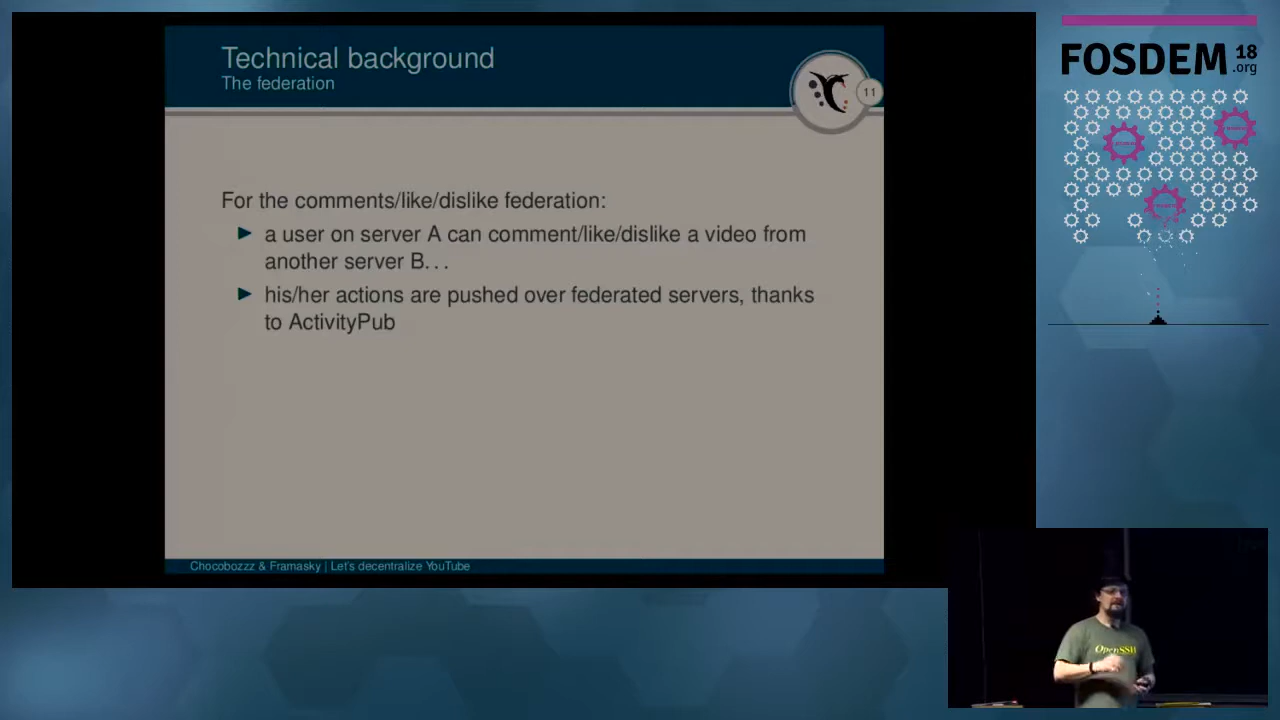 Technical background
The federation
11
For the comments/like/dislike federation:
a user on server A can comment/like/dislike a video from
another server B...
his/her actions are pushed over federated servers, thanks
to ActivityPub
Chocobozzz & Framasky | Let's decentralize YouTube
FOSDEM 18
.org
OpenSSH